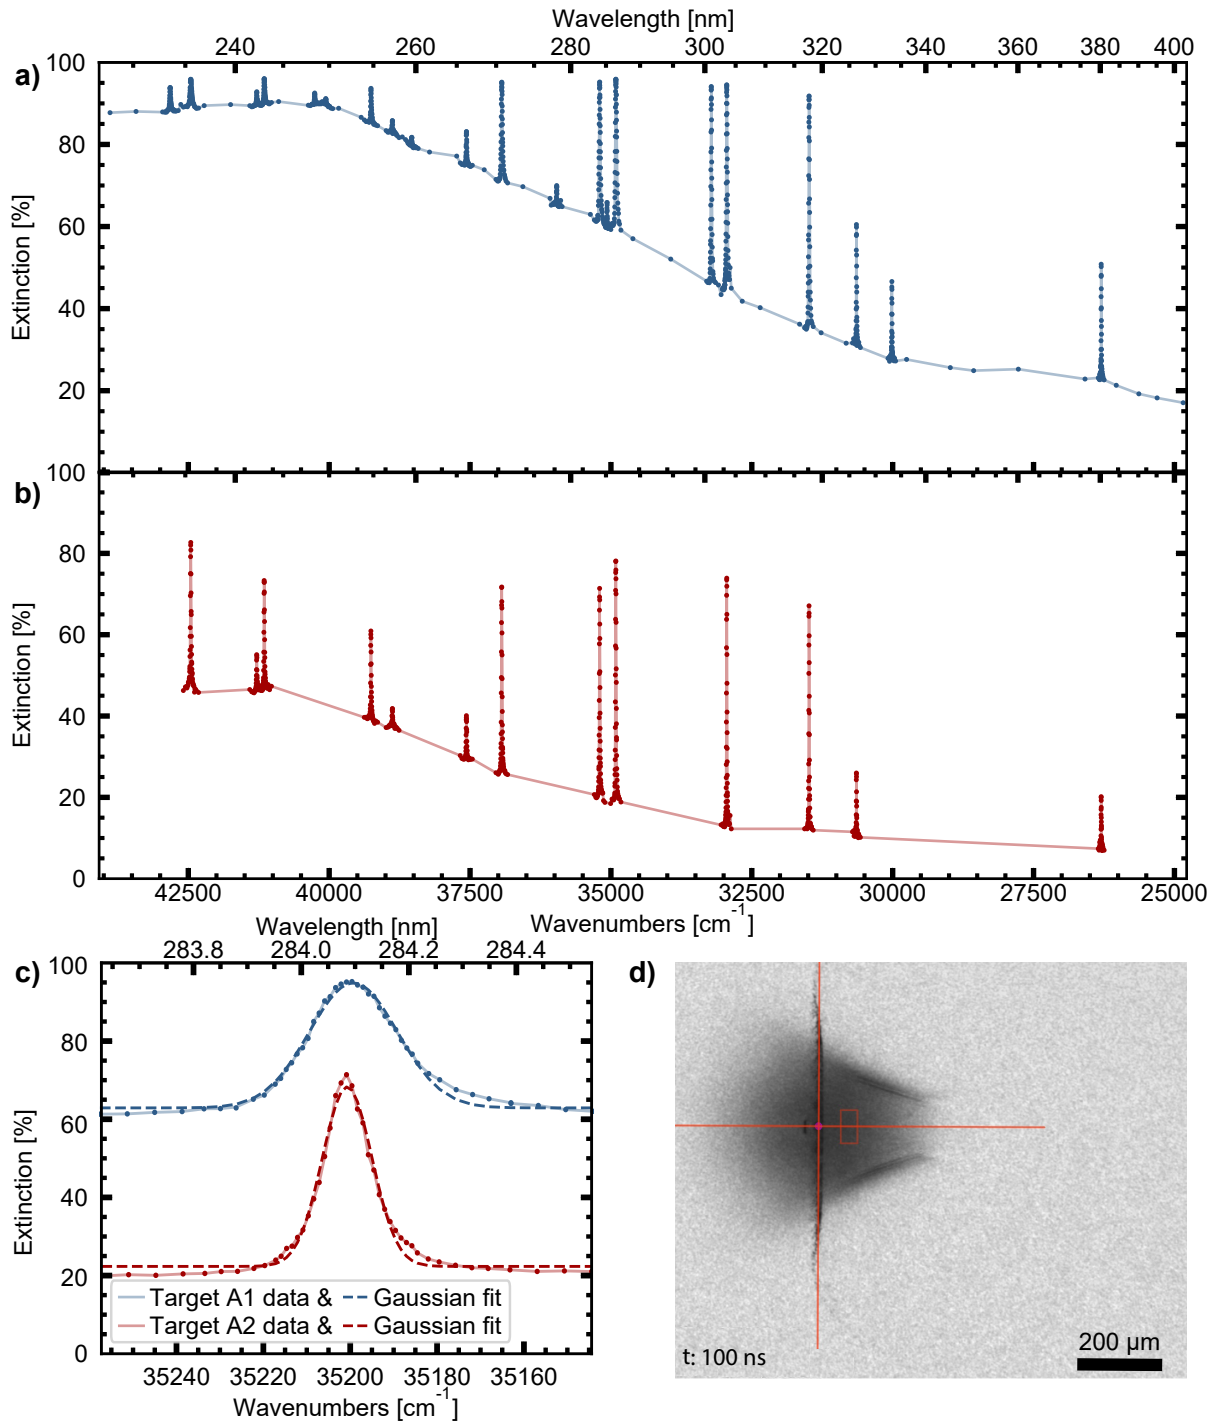 Wavelength [nm]
240 260 280 300 320 340 360 380 400
a)
100
80
60
40
20
Extinction [%]
100
b)
80
60
40
20
0
Extinction [%]
42500 40000 37500 35000 32500 30000 27500 25000
Wavenumbers [cm⁻¹]
Wavelength [nm]
283.8 284.0 284.2 284.4
c)
100
80
60
40
20
0
Extinction [%]
Target A1 data & Gaussian fit
Target A2 data & Gaussian fit
35240 35220 35200 35180 35160
Wavenumbers [cm⁻¹]
d)
t: 100 ns
200 µm